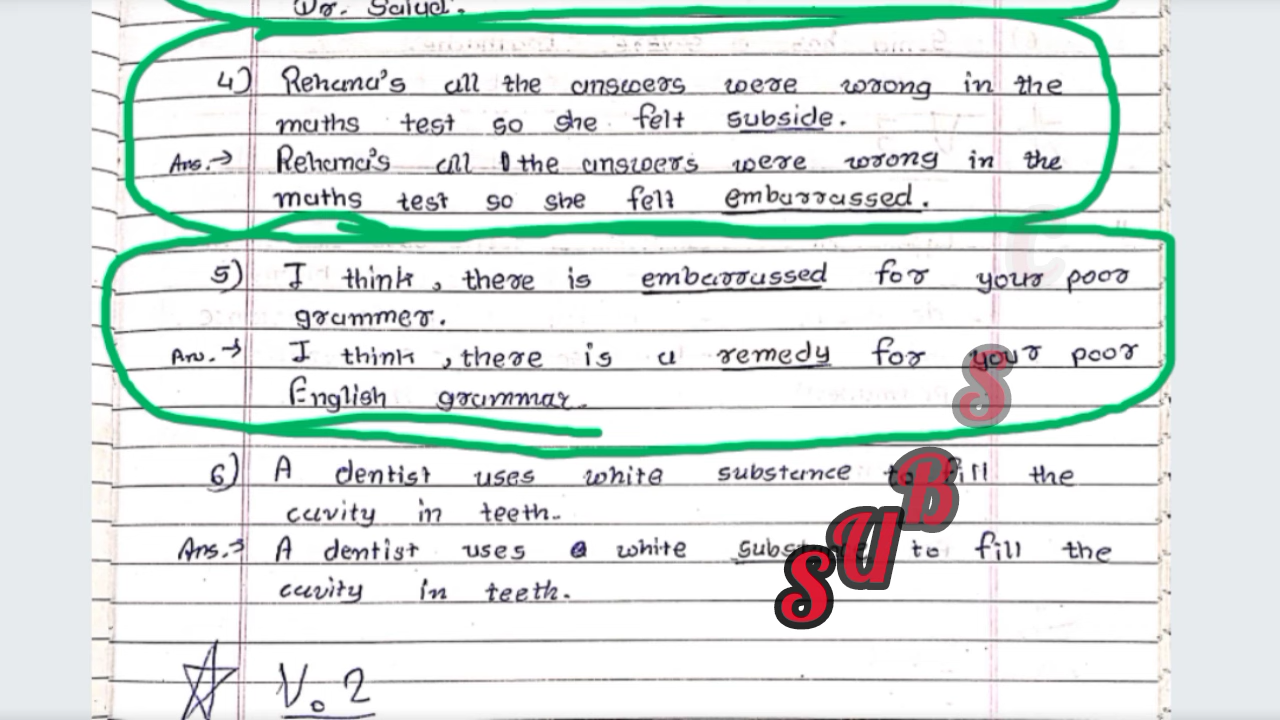 Dr. Saiyed.
4) Rehana's all the answers were wrong in the
maths test so she felt subside.
Ans.→ Rehana's all the answers were wrong in the
maths test so she felt embarrassed.
5) I think, there is embarrassed for your poor
grammer.
Ans.→ I think, there is a remedy for your poor
English grammar.
6) A dentist uses white substance to fill the
cavity in teeth.
Ans.→ A dentist uses a white substance to fill the
cavity in teeth.
V.2
SUBSC